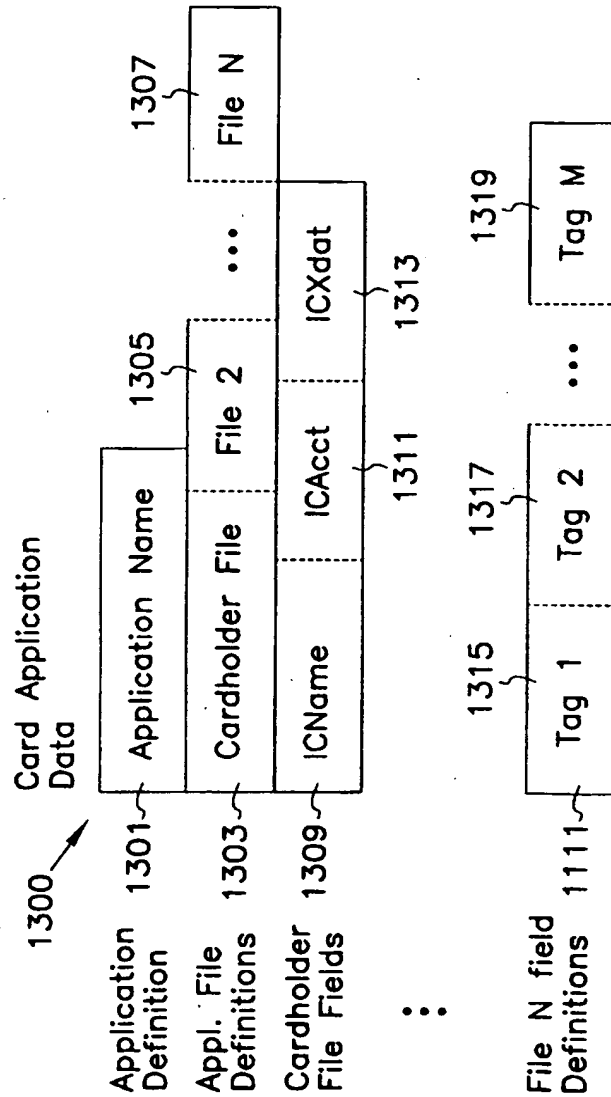 1300
Card Application
Data
Application
Definition
1301
Application Name
Appl. File
Definitions
1303
Cardholder File
1305
File 2
•••
1307
File N
Cardholder
File Fields
1309
ICName
ICAcct
1311
ICXdat
1313
•••
File N field
Definitions
1111
1315
Tag 1
1317
Tag 2
•••
1319
Tag M